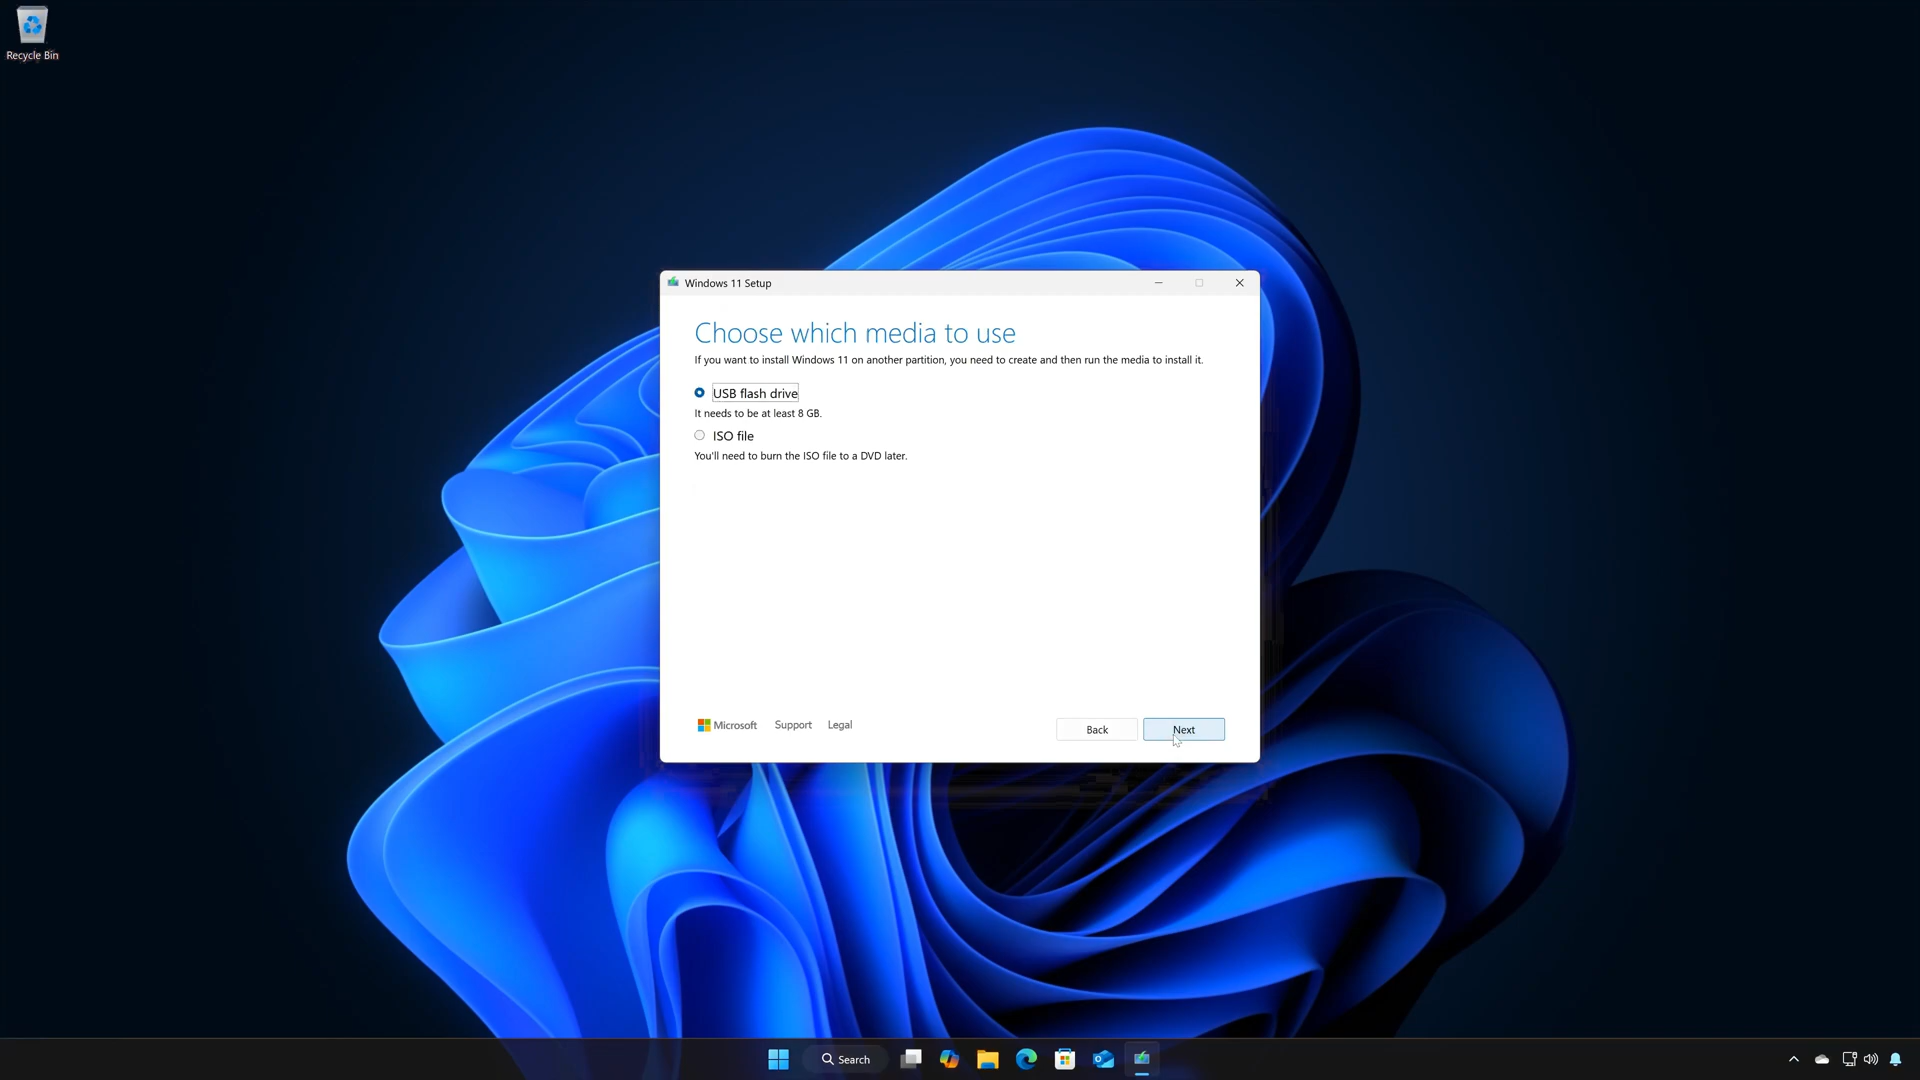 Recycle Bin
Windows 11 Setup
Choose which media to use
If you want to install Windows 11 on another partition, you need to create and then run the media to install it.
USB flash drive
It needs to be at least 8 GB.
ISO file
You'll need to burn the ISO file to a DVD later.
Microsoft Support Legal
Back Next
Search